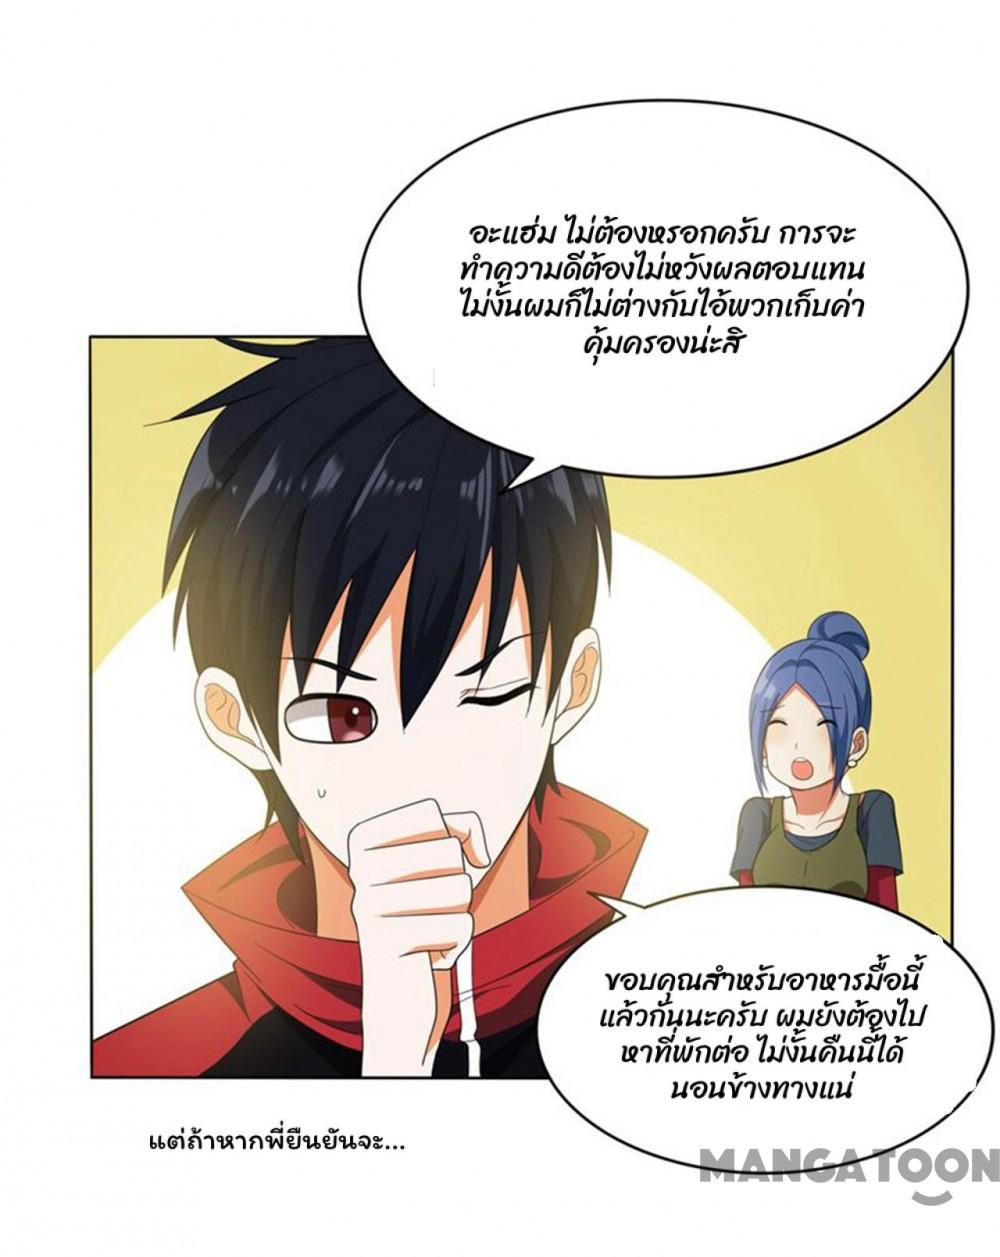 อะแฮ่ม ไม่ต้องหรอกครับ การจะ
ทำความดีต้องไม่หวังผลตอบแทน
ไม่งั้นผมก็ไม่ต่างกับไอ้พวกเก็บค่า
คุ้มครองน่ะสิ
ขอบคุณสำหรับอาหารมื้อนี้
แล้วกันนะครับ ผมยังต้องไป
หาที่พักต่อ ไม่งั้นคืนนี้ได้
นอนข้างทางแน่
แต่ถ้าหากพี่ยืนยันจะ...
MANGATOON